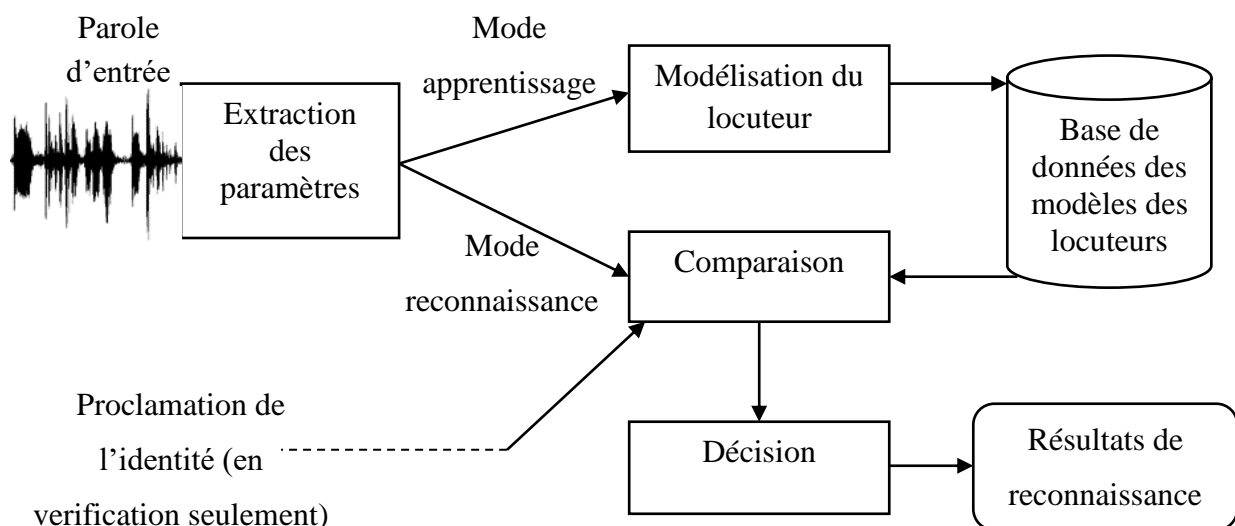 Parole
d’entrée
Extraction
des
paramètres
Mode
apprentissage
Modélisation du
locuteur
Base de
données des
modèles des
locuteurs
Mode
reconnaissance
Comparaison
Proclamation de
l’identité (en
verification seulement)
Décision
Résultats de
reconnaissance